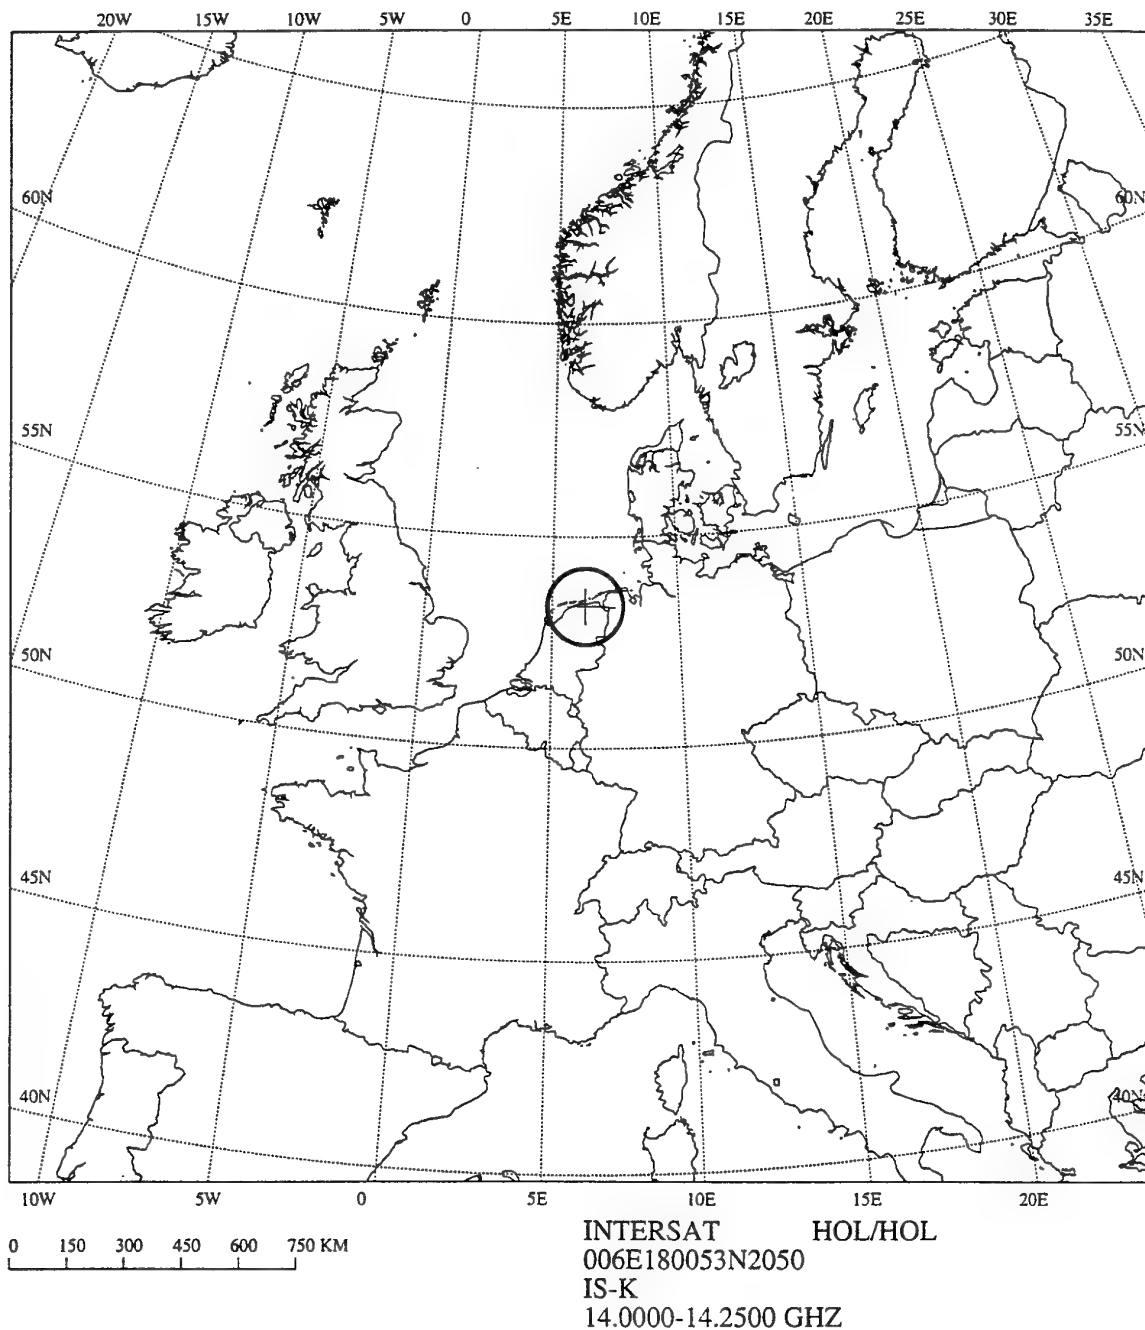 20W 15W 10W 5W 0 5E 10E 15E 20E 25E 30E 35E
60N 60N
55N 55N
50N 50N
45N 45N
40N 40N
10W 5W 0 5E 10E 15E 20E
0 150 300 450 600 750 KM
INTERSAT HOL/HOL
006E180053N2050
IS-K
14.0000-14.2500 GHZ